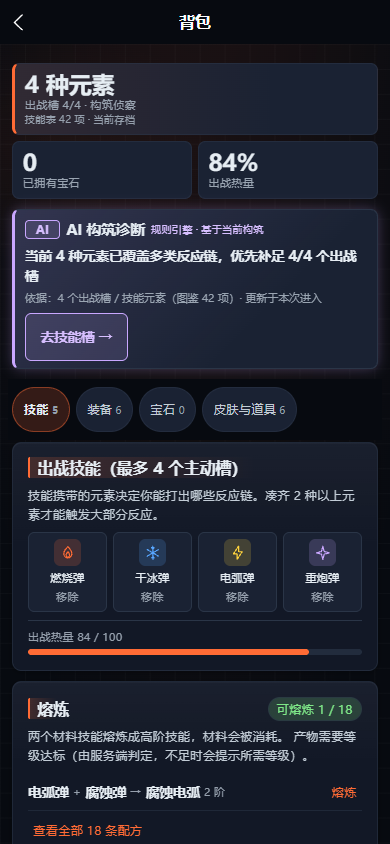 背包
4 种元素
出战槽 4/4 · 构筑侦察
技能表 42 项 · 当前存档
0
已拥有宝石
84%
出战热量
AI AI 构筑诊断 规则引擎 · 基于当前构筑
当前 4 种元素已覆盖多类反应链，优先补足 4/4 个出战
槽
依据：4 个出战槽 / 技能元素（图鉴 42 项）· 更新于本次进入
去技能槽 →
技能 5 装备 6 宝石 0 皮肤与道具 6
出战技能（最多 4 个主动槽）
技能携带的元素决定你能打出哪些反应链。凑齐 2 种以上元
素才能触发大部分反应。
燃烧弹 干冰弹 电弧弹 重炮弹
移除 移除 移除 移除
出战热量 84 / 100
熔炼 可熔炼 1 / 18
两个材料技能熔炼成高阶技能，材料会被消耗。 产物需要等
级达标（由服务端判定，不足时会提示所需等级）。
电弧弹 + 腐蚀弹 → 腐蚀电弧 2 阶 熔炼
查看全部 18 条配方